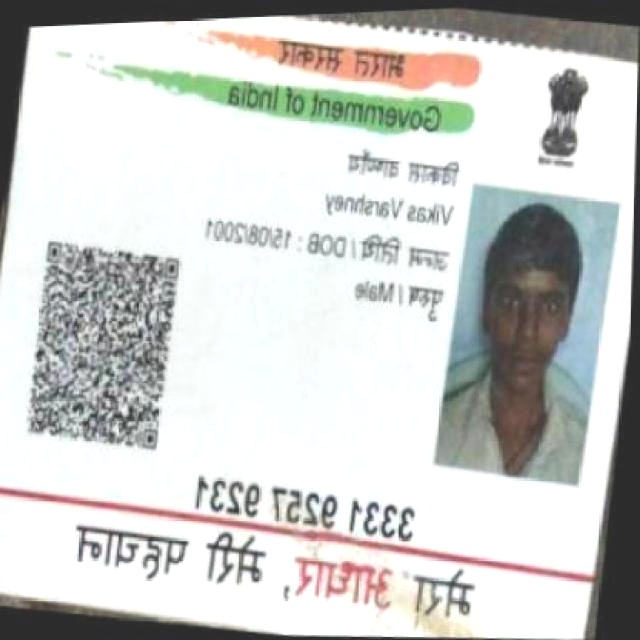 भारत सरकार
Government of India
विकास वार्ष्णेय
Vikas Varshney
जन्म तिथि / DOB : 15/08/2001
पुरुष / Male
3331 9257 9231
मेरा आधार, मेरी पहचान